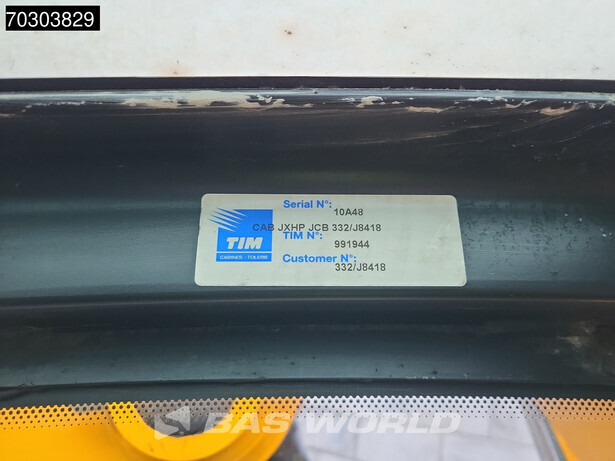 70303829
Serial N°: 10A48
CAB JXHP JCB 332/J8418
TIM N°: 991944
Customer N°: 332/J8418
TIM
CABINES - TOLERIE
BAS WORLD